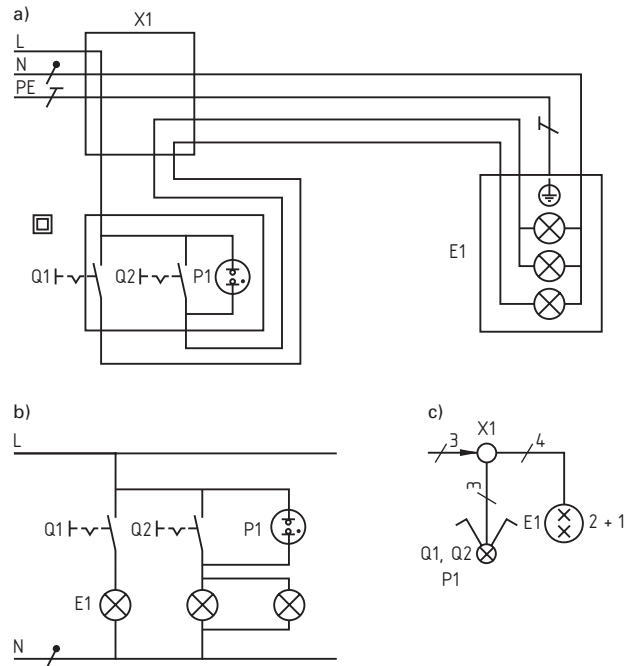 a)
X1
L
N
PE
E1
Q1 Q2 P1
b)
L
Q1 Q2 P1
E1
N
c)
X1
3 4
3
E1 2 + 1
Q1, Q2
P1